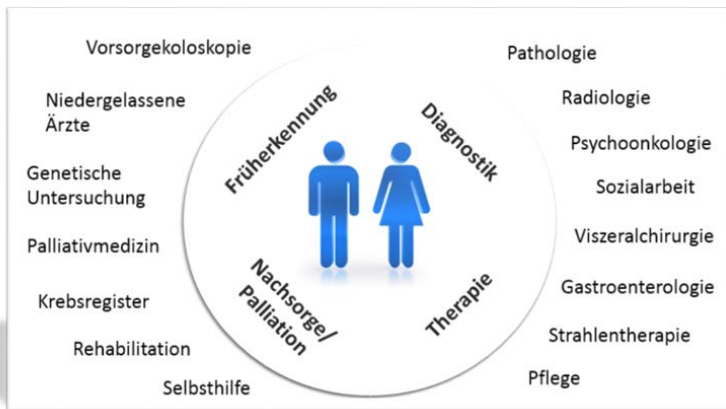 Vorsorgekoloskopie
Niedergelassene
Ärzte
Genetische
Untersuchung
Palliativmedizin
Krebsregister
Rehabilitation
Selbsthilfe
Früherkennung
Diagnostik
Nachsorge/
Palliation
Therapie
Pathologie
Radiologie
Psychoonkologie
Sozialarbeit
Viszeralchirurgie
Gastroenterologie
Strahlentherapie
Pflege